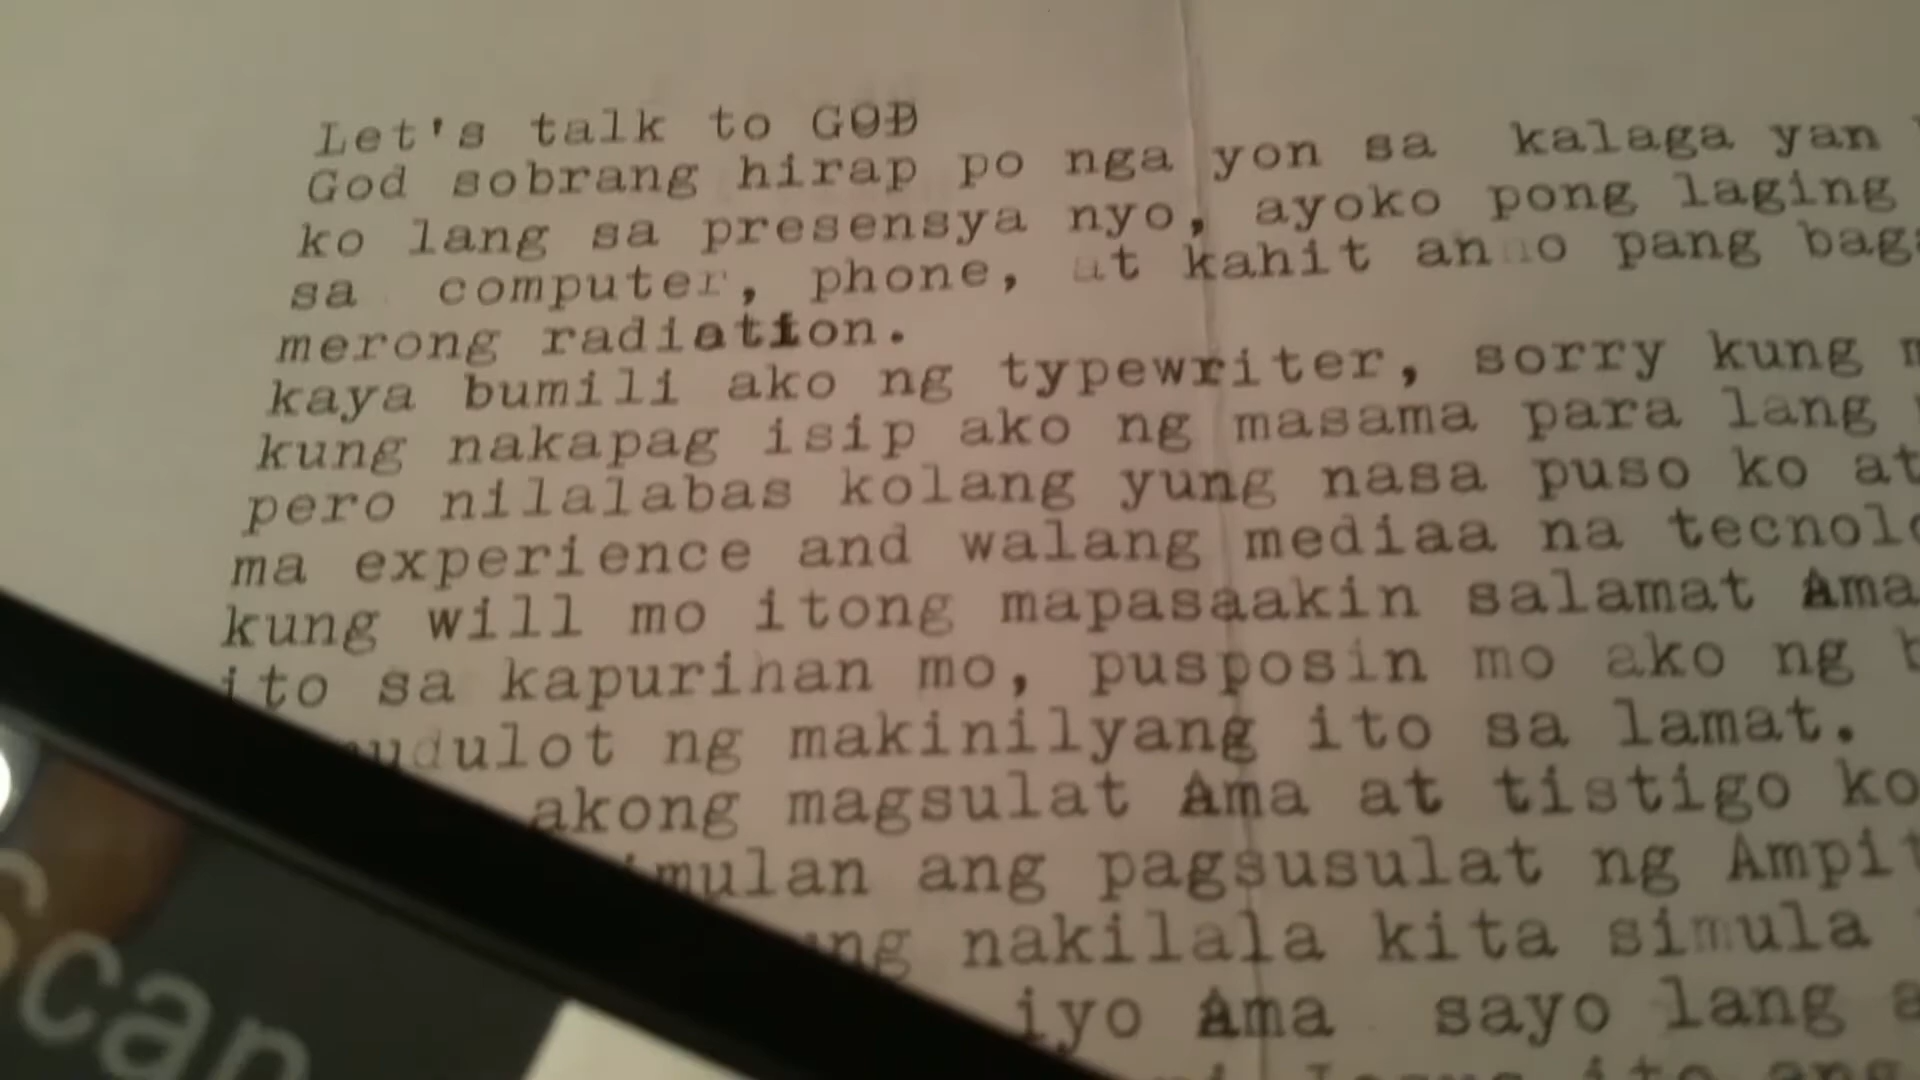 Let's talk to GOD
God sobrang hirap po nga yon sa kalaga yan
ko lang sa presensya nyo, ayoko pong laging
sa computer, phone, at kahit an o pang
merong radiation.
kaya bumili ako ng typewriter, sorry kung
kung nakapag isip ako ng masama para lang
pero nilalabas kolang yung nasa puso ko at
ma experience and walang mediaa na
kung will mo itong mapasaakin salamat Ama
ito sa kapurihan mo, pusposin mo ako ng
ng makinilyang ito sa lamat.
akong magsulat Ama at tistigo ko
ang pagsusulat ng
nakilala kita simula
iyo Ama sayo lang
ito ang